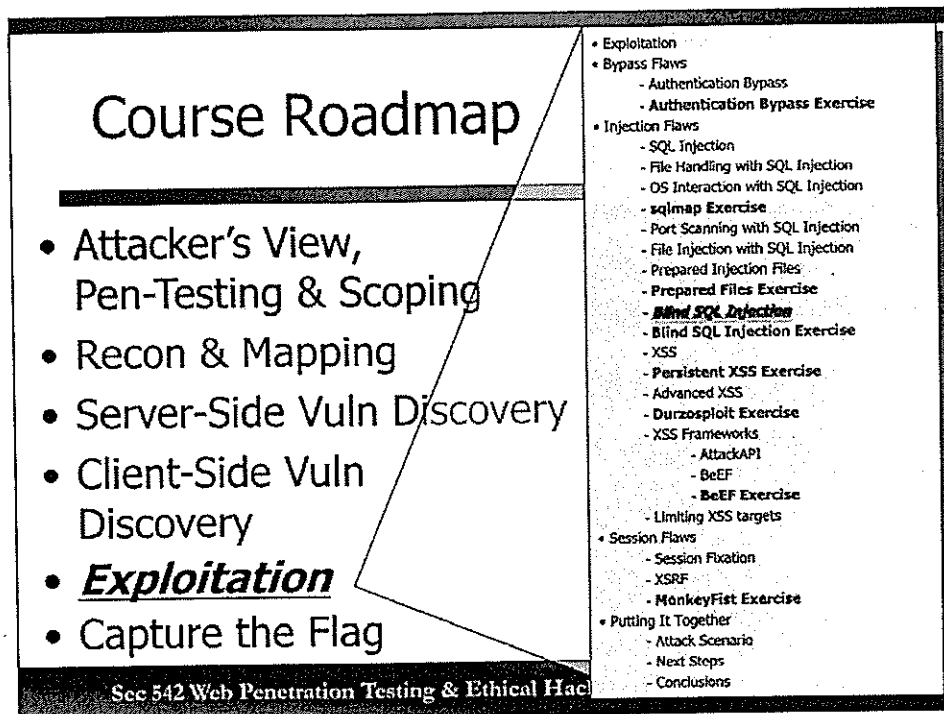 Course Roadmap
• Attacker's View,
Pen-Testing & Scoping
• Recon & Mapping
• Server-Side Vuln Discovery
• Client-Side Vuln
Discovery
• Exploitation
• Capture the Flag
Sec 542 Web Penetration Testing & Ethical Hac
• Exploitation
• Bypass Flaws
- Authentication Bypass
- Authentication Bypass Exercise
• Injection Flaws
- SQL Injection
- File Handling with SQL Injection
- OS Interaction with SQL Injection
- sqlmap Exercise
- Port Scanning with SQL Injection
- File Injection with SQL Injection
- Prepared Injection Files
- Prepared Files Exercise
- Blind SQL Injection
- Blind SQL Injection Exercise
- XSS
- Persistent XSS Exercise
- Advanced XSS
- Durzosploit Exercise
- XSS Frameworks
- AttackAPI
- BeEF
- BeEF Exercise
- Limiting XSS targets
• Session Flaws
- Session Fixation
- XSRF
- MonkeyFist Exercise
• Putting It Together
- Attack Scenario
- Next Steps
- Conclusions